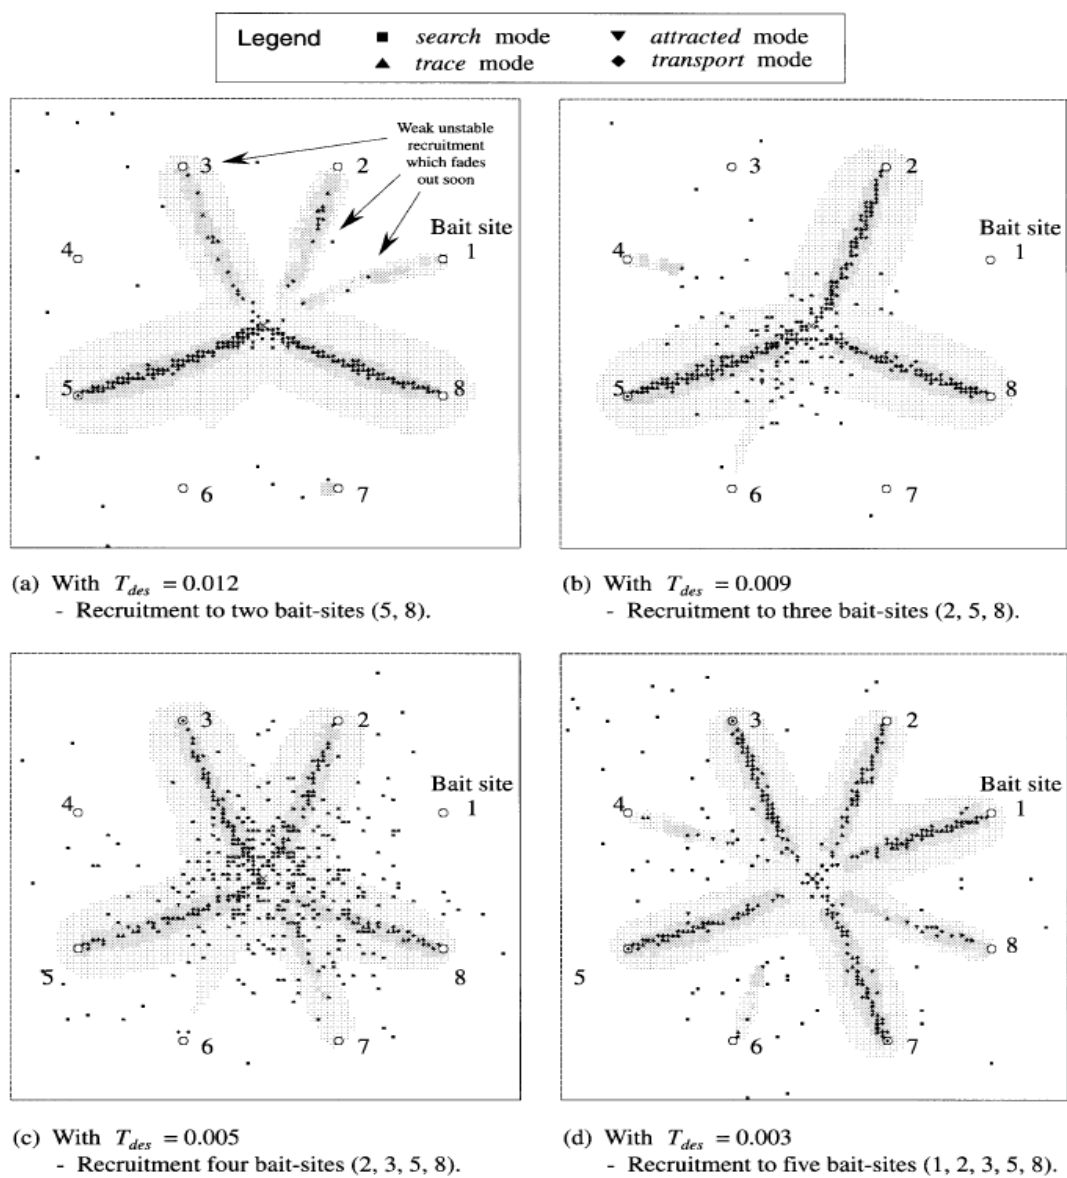 Legend
search mode
attracted mode
trace mode
transport mode
Weak unstable
recruitment
which fades
out soon
3
2
Bait site
4
1
5
8
6
7
3
2
Bait site
4
1
5
8
6
7
(a) With T_des = 0.012
- Recruitment to two bait-sites (5, 8).
(b) With T_des = 0.009
- Recruitment to three bait-sites (2, 5, 8).
3
2
Bait site
4
1
5
8
6
7
3
2
Bait site
4
1
5
8
6
7
(c) With T_des = 0.005
- Recruitment four bait-sites (2, 3, 5, 8).
(d) With T_des = 0.003
- Recruitment to five bait-sites (1, 2, 3, 5, 8).